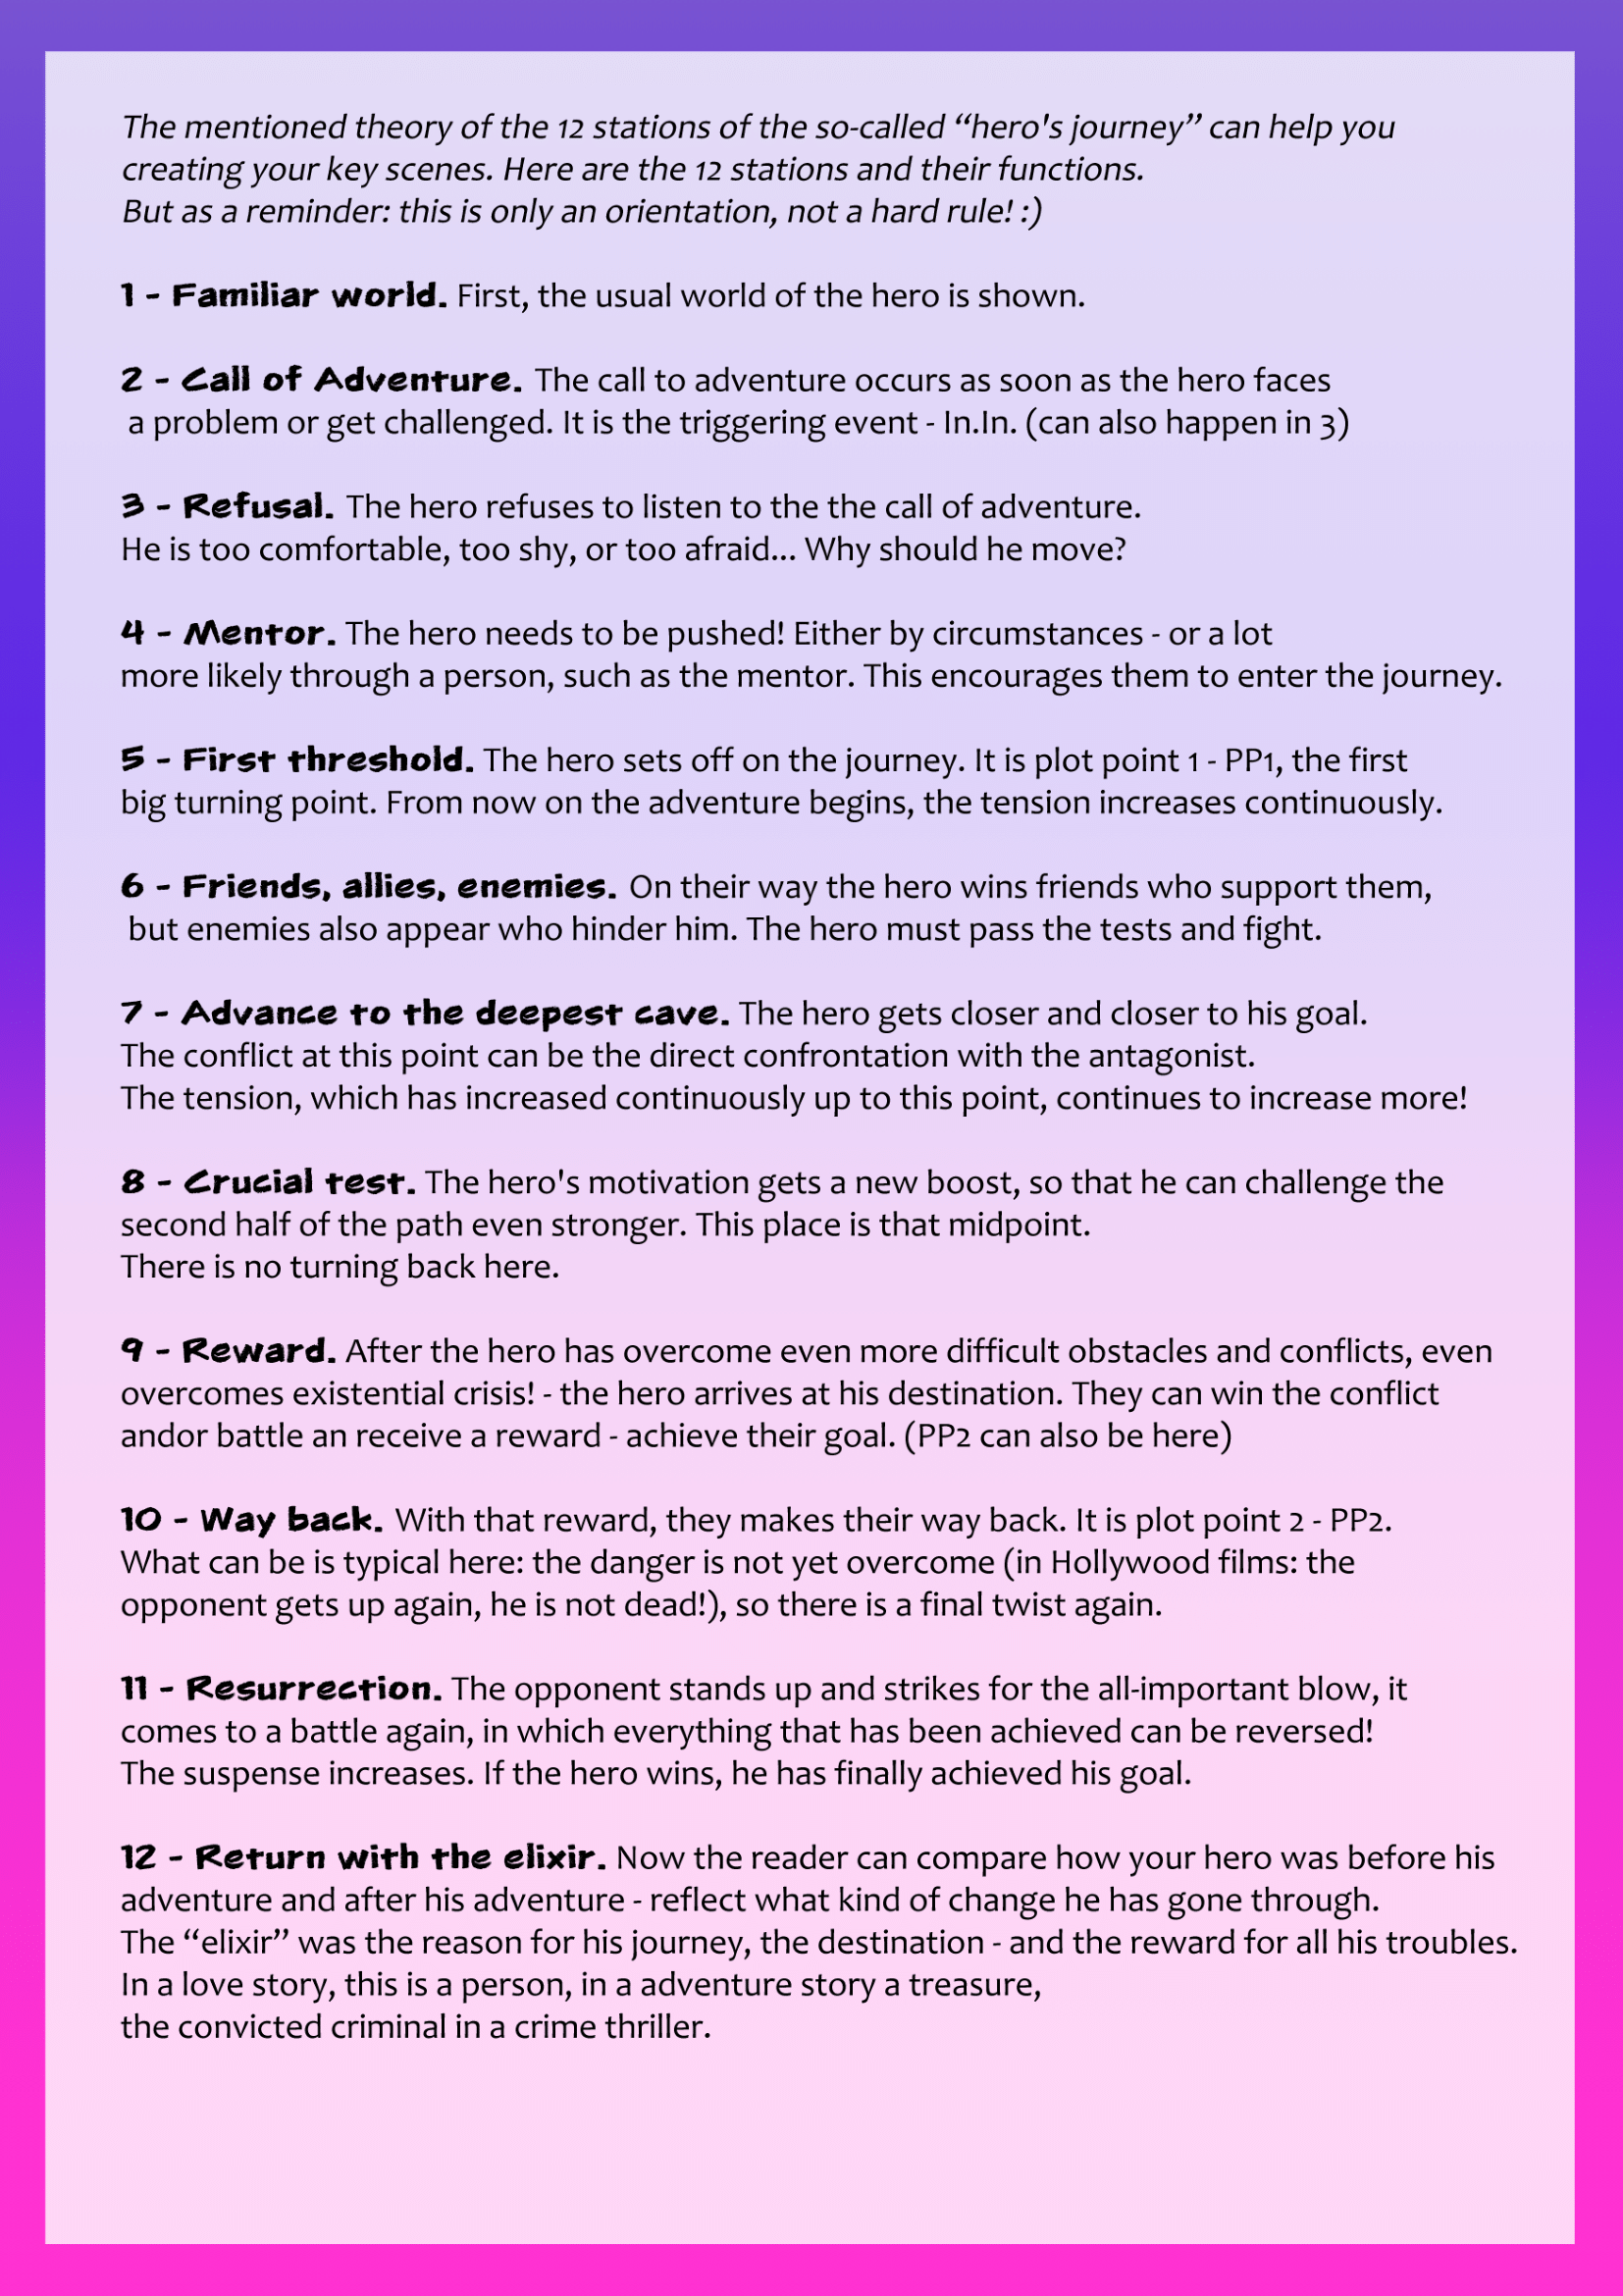 The mentioned theory of the 12 stations of the so-called “hero's journey” can help you
creating your key scenes. Here are the 12 stations and their functions.
But as a reminder: this is only an orientation, not a hard rule! :)
1 - Familiar world. First, the usual world of the hero is shown.
2 - Call of Adventure. The call to adventure occurs as soon as the hero faces
a problem or get challenged. It is the triggering event - In.In. (can also happen in 3)
3 - Refusal. The hero refuses to listen to the the call of adventure.
He is too comfortable, too shy, or too afraid... Why should he move?
4 - Mentor. The hero needs to be pushed! Either by circumstances - or a lot
more likely through a person, such as the mentor. This encourages them to enter the journey.
5 - First threshold. The hero sets off on the journey. It is plot point 1 - PP1, the first
big turning point. From now on the adventure begins, the tension increases continuously.
6 - Friends, allies, enemies. On their way the hero wins friends who support them,
but enemies also appear who hinder him. The hero must pass the tests and fight.
7 - Advance to the deepest cave. The hero gets closer and closer to his goal.
The conflict at this point can be the direct confrontation with the antagonist.
The tension, which has increased continuously up to this point, continues to increase more!
8 - Crucial test. The hero's motivation gets a new boost, so that he can challenge the
second half of the path even stronger. This place is that midpoint.
There is no turning back here.
9 - Reward. After the hero has overcome even more difficult obstacles and conflicts, even
overcomes existential crisis! - the hero arrives at his destination. They can win the conflict
andor battle an receive a reward - achieve their goal. (PP2 can also be here)
10 - Way back. With that reward, they makes their way back. It is plot point 2 - PP2.
What can be is typical here: the danger is not yet overcome (in Hollywood films: the
opponent gets up again, he is not dead!), so there is a final twist again.
11 - Resurrection. The opponent stands up and strikes for the all-important blow, it
comes to a battle again, in which everything that has been achieved can be reversed!
The suspense increases. If the hero wins, he has finally achieved his goal.
12 - Return with the elixir. Now the reader can compare how your hero was before his
adventure and after his adventure - reflect what kind of change he has gone through.
The “elixir” was the reason for his journey, the destination - and the reward for all his troubles.
In a love story, this is a person, in a adventure story a treasure,
the convicted criminal in a crime thriller.